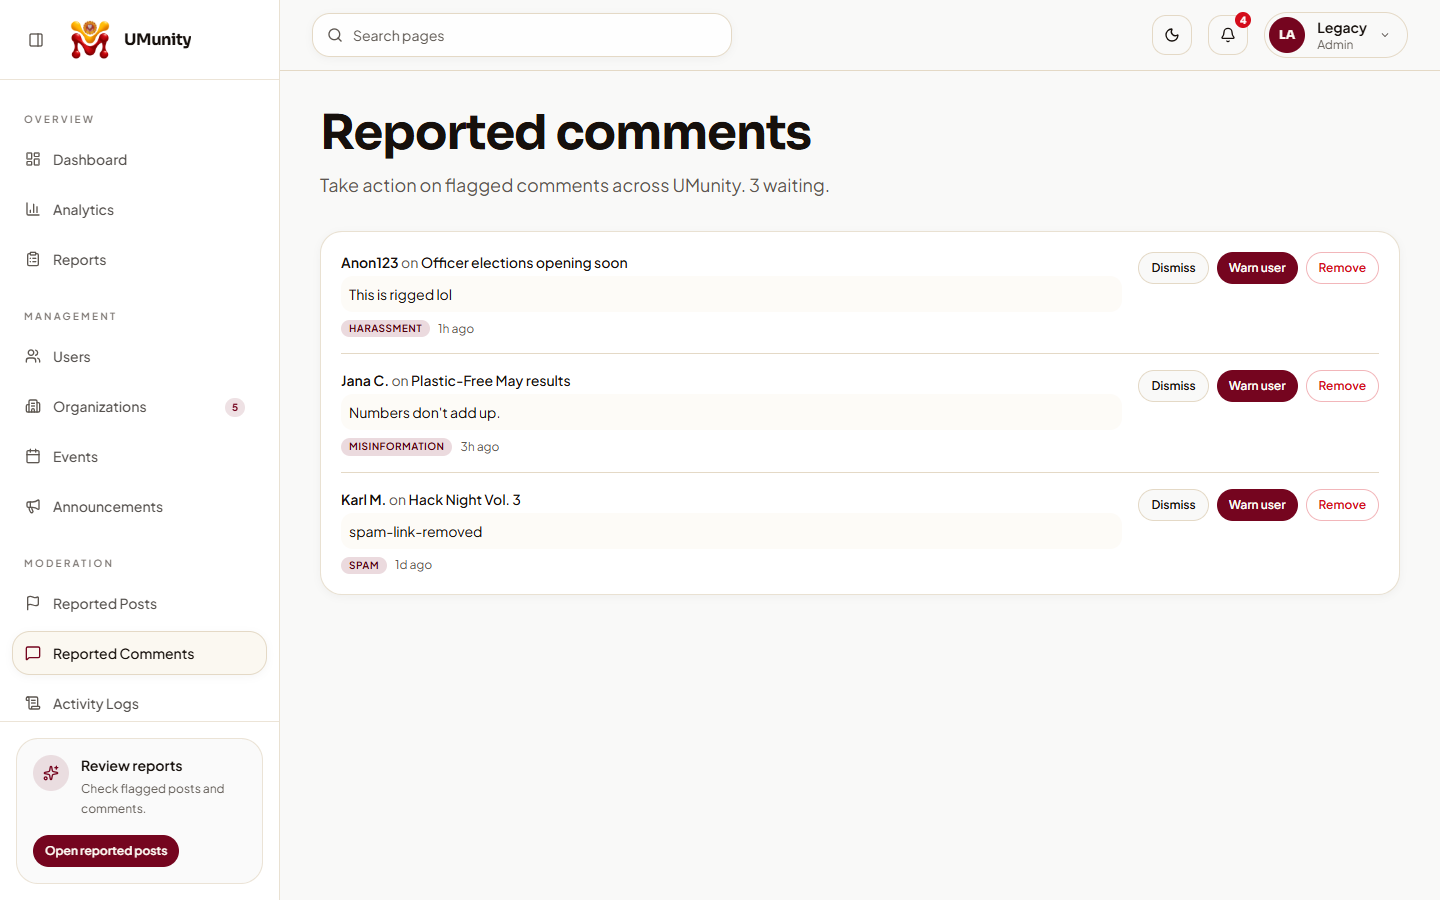 UMunity
Search pages
4
LA
Legacy
Admin
OVERVIEW
Dashboard
Analytics
Reports
MANAGEMENT
Users
Organizations 5
Events
Announcements
MODERATION
Reported Posts
Reported Comments
Activity Logs
Review reports
Check flagged posts and
comments.
Open reported posts
Reported comments
Take action on flagged comments across UMunity. 3 waiting.
Anon123 on Officer elections opening soon
This is rigged lol
HARASSMENT 1h ago
Dismiss Warn user Remove
Jana C. on Plastic-Free May results
Numbers don't add up.
MISINFORMATION 3h ago
Dismiss Warn user Remove
Karl M. on Hack Night Vol. 3
spam-link-removed
SPAM 1d ago
Dismiss Warn user Remove